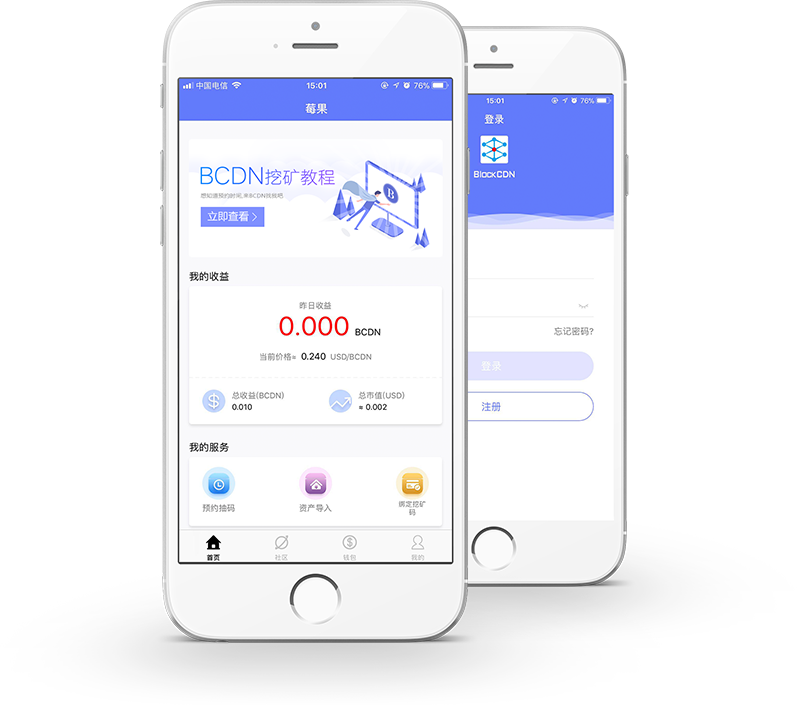 中国电信
15:01
76%
莓果
BCDN挖矿教程
立即查看
我的收益
昨日收益
0.000 BCDN
当前价格≈ 0.240 USD/BCDN
总收益(BCDN)
0.010
总市值(USD)
≈ 0.002
我的服务
预约抽码
资产导入
绑定挖矿
码
首页
社区
钱包
我的
15:01
76%
登录
BlockCDN
忘记密码?
登录
注册